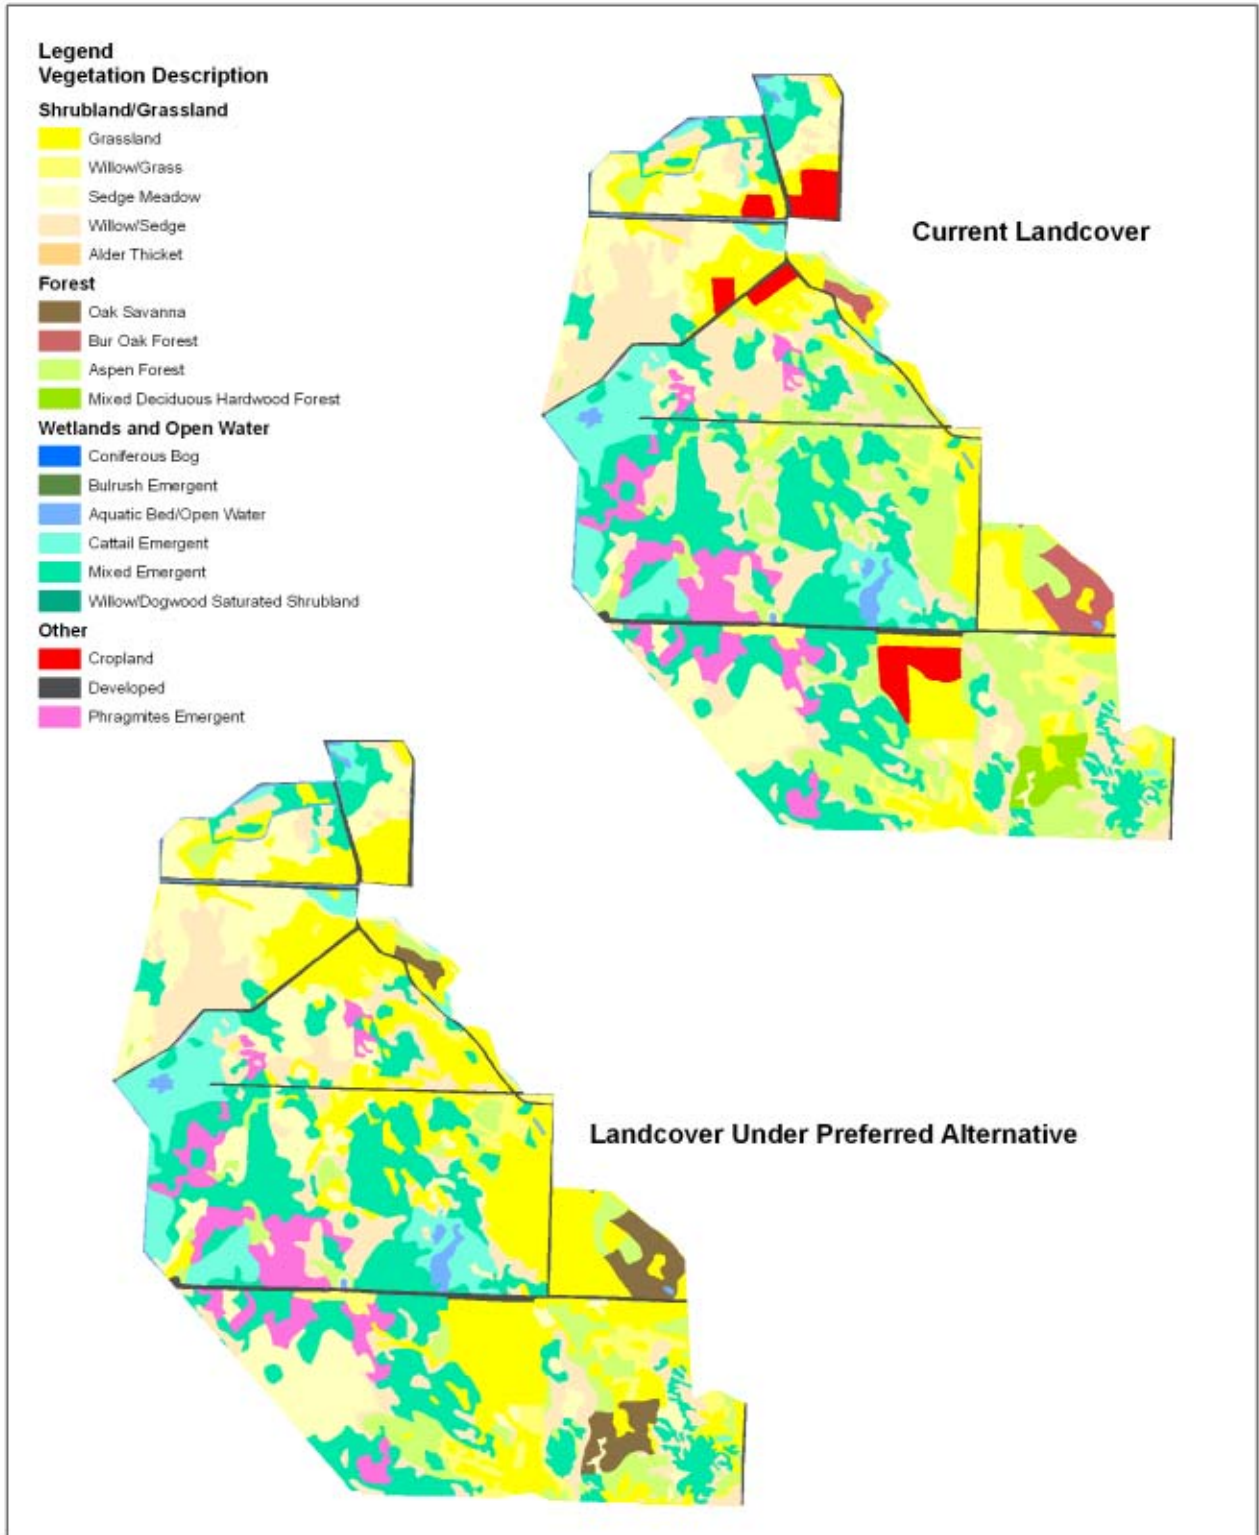 Legend
Vegetation Description
Shrubland/Grassland
Grassland
Willow/Grass
Sedge Meadow
Willow/Sedge
Alder Thicket
Forest
Oak Savanna
Bur Oak Forest
Aspen Forest
Mixed Deciduous Hardwood Forest
Wetlands and Open Water
Coniferous Bog
Bulrush Emergent
Aquatic Bed/Open Water
Cattail Emergent
Mixed Emergent
Willow/Dogwood Saturated Shrubland
Other
Cropland
Developed
Phragmites Emergent
Current Landcover
Landcover Under Preferred Alternative